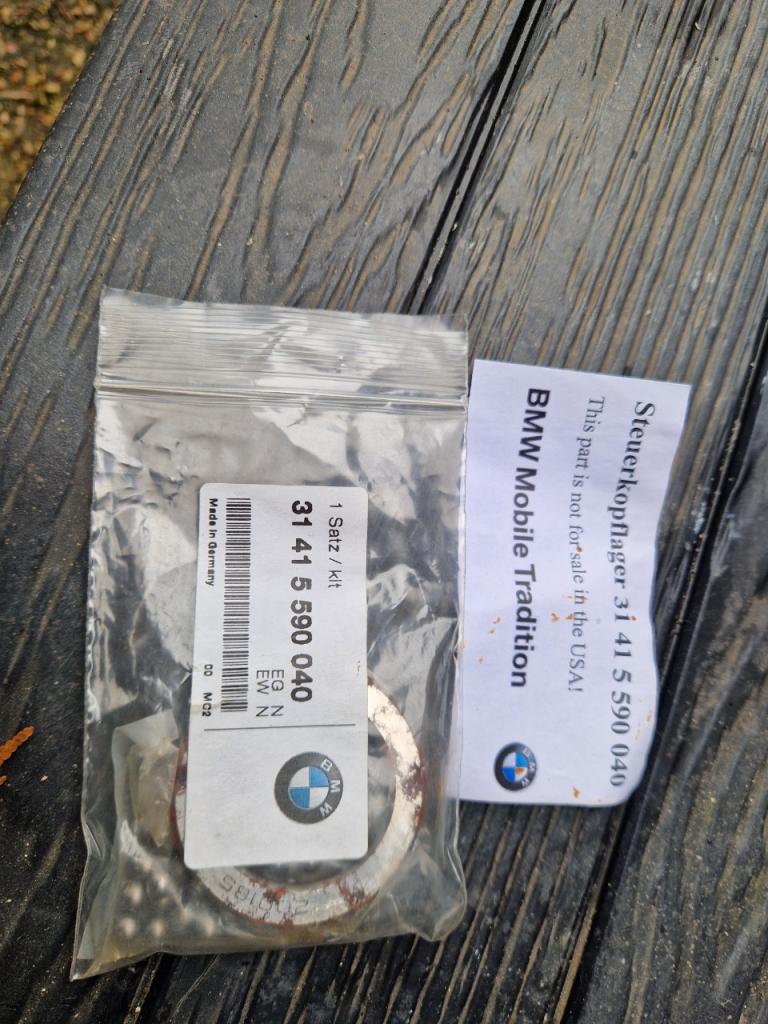 1 Satz / kit
31 41 5 590 040
EG N
EW N
Made in Germany
DD MC2
BMW
Steuerkopflager 31 41 5 590 040
This part is not for sale in the USA!
BMW Mobile Tradition
BMW